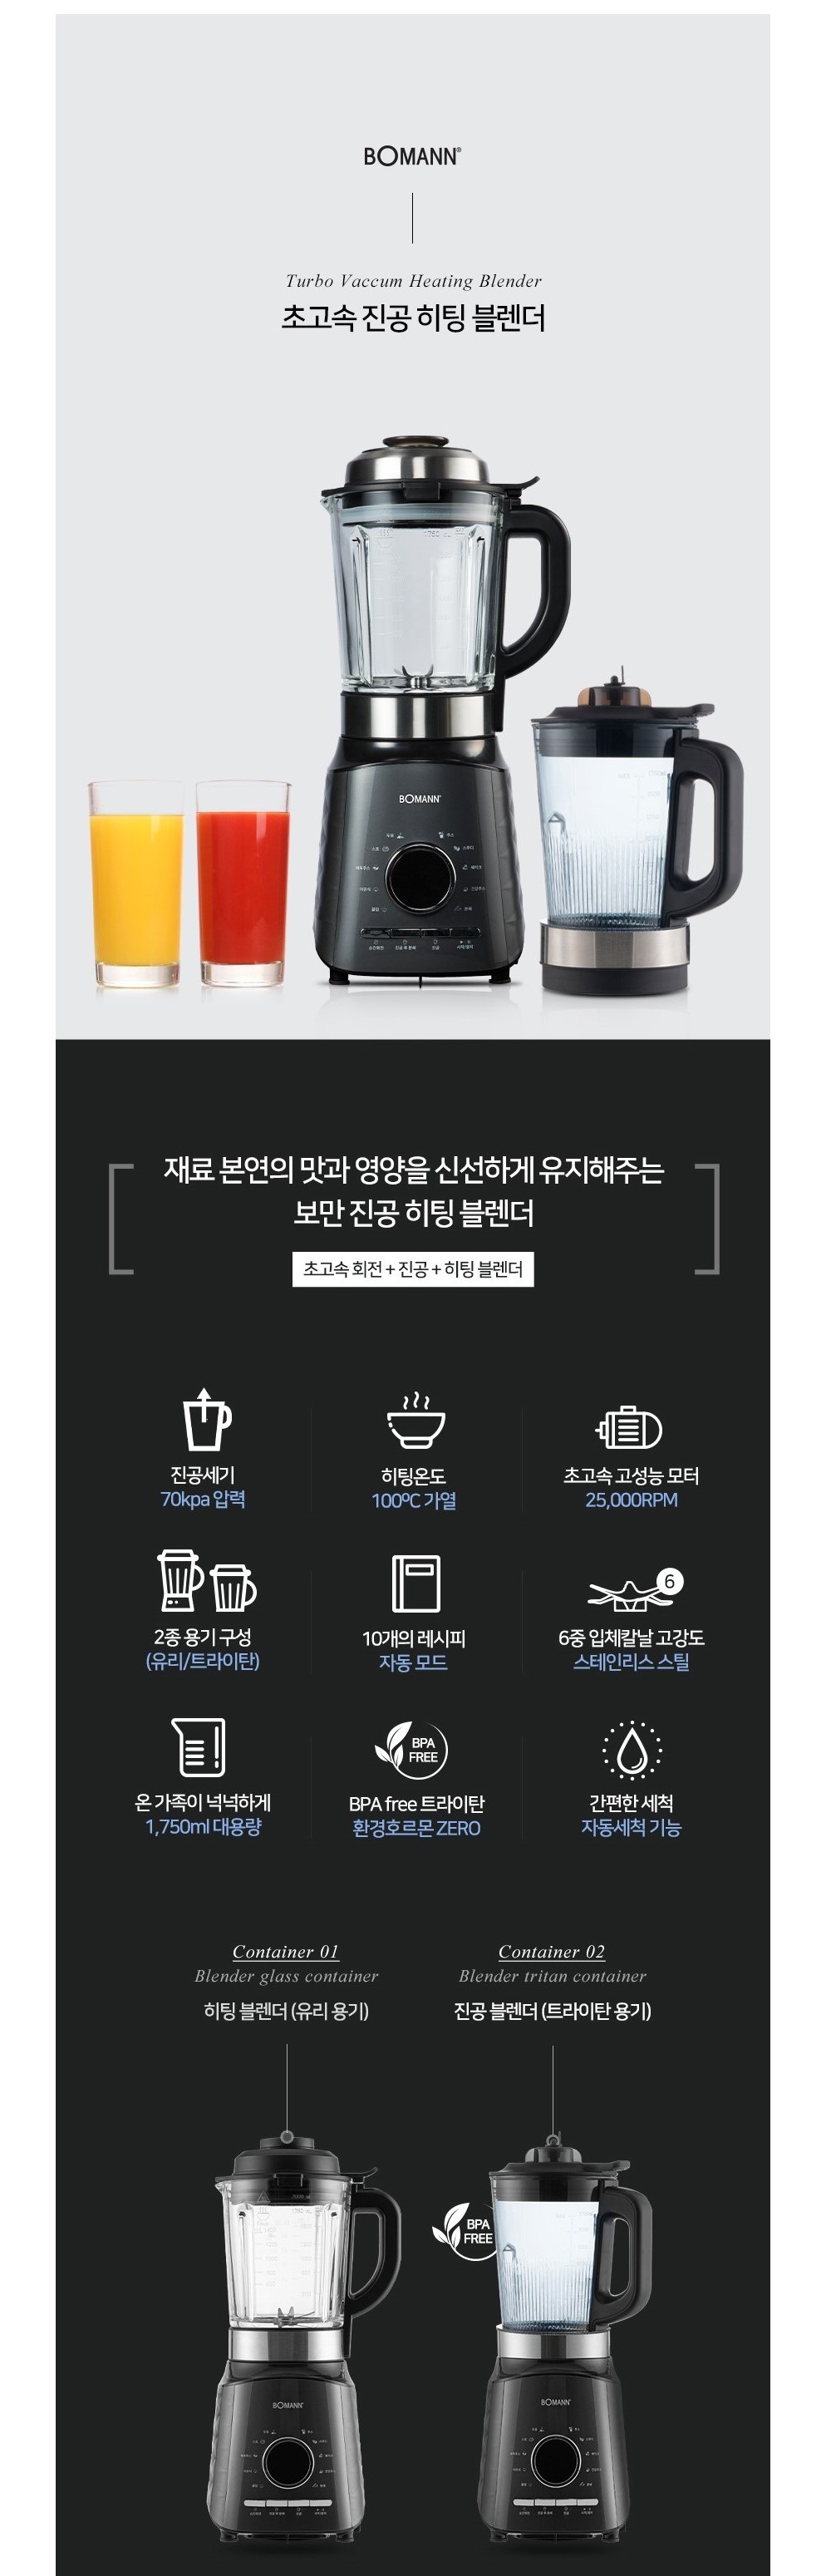 BOMANN®
Turbo Vaccum Heating Blender
초고속 진공 히팅 블렌더
1750 ML
BOMANN®
재료 본연의 맛과 영양을 신선하게 유지해주는
보만 진공 히팅 블렌더
초고속 회전 + 진공 + 히팅 블렌더
진공세기
70kpa 압력
히팅온도
100ºC 가열
초고속 고성능 모터
25,000RPM
2종 용기 구성
(유리/트라이탄)
10개의 레시피
자동 모드
6
6중 입체칼날 고강도
스테인리스 스틸
온 가족이 넉넉하게
1,750ml 대용량
BPA
FREE
BPA free 트라이탄
환경호르몬 ZERO
간편한 세척
자동세척 기능
Container 01
Blender glass container
히팅 블렌더 (유리 용기)
Container 02
Blender tritan container
진공 블렌더 (트라이탄 용기)
BPA
FREE
BOMANN®
BOMANN®